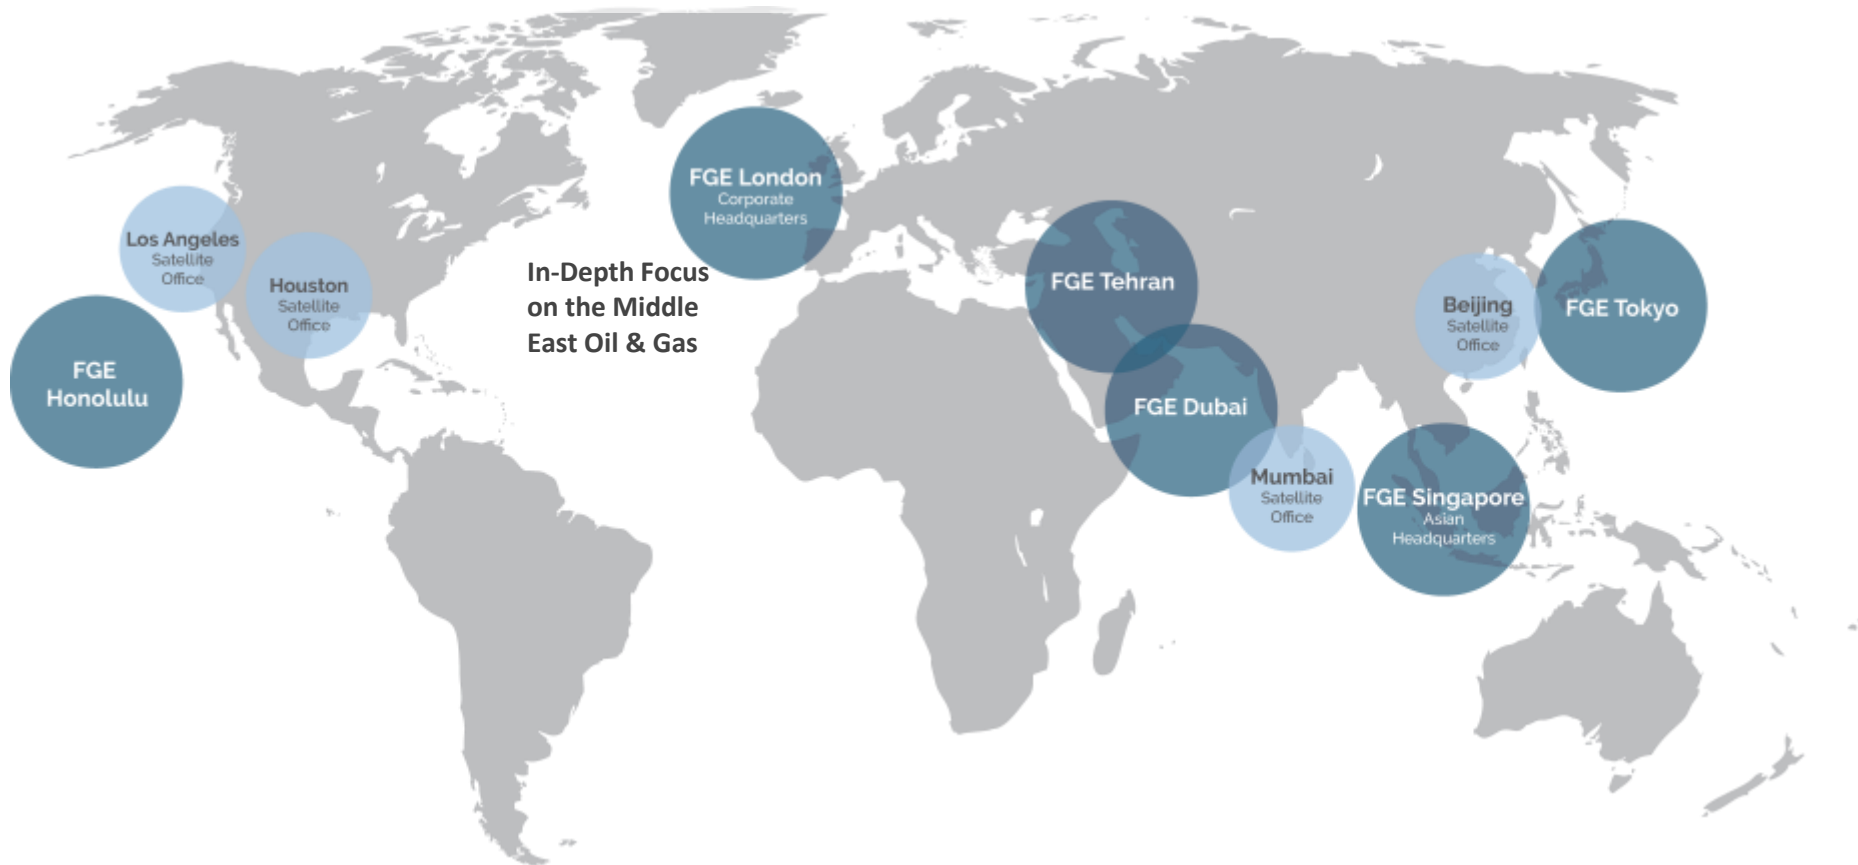 FGE London
Corporate
Headquarters
Los Angeles
Satellite
Office
Houston
Satellite
Office
In-Depth Focus
on the Middle
East Oil & Gas
FGE Tehran
Beijing
Satellite
Office
FGE Tokyo
FGE
Honolulu
FGE Dubai
Mumbai
Satellite
Office
FGE Singapore
Asian
Headquarters